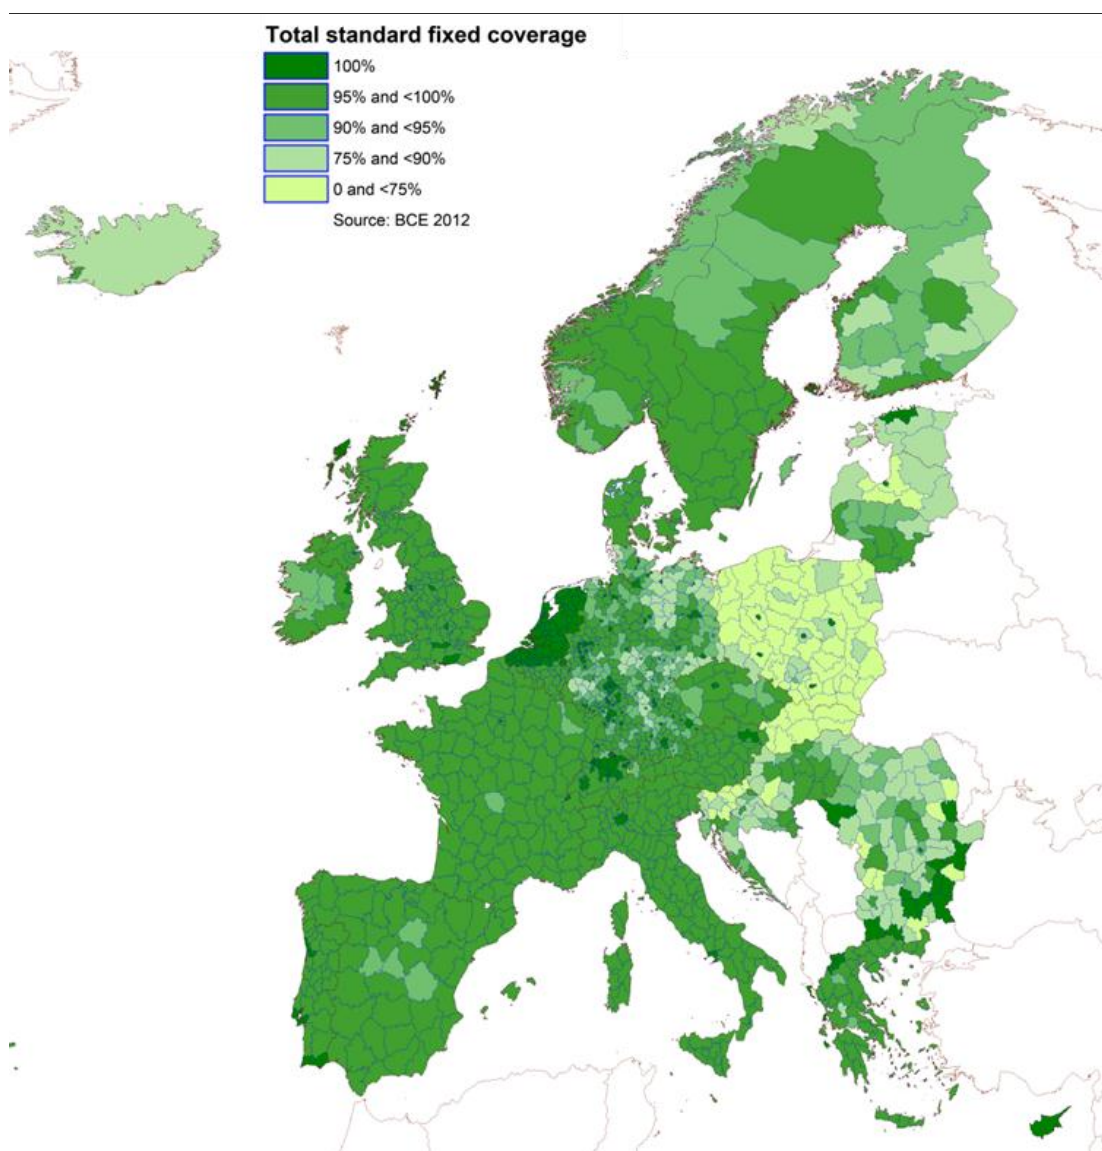 Total standard fixed coverage
100%
95% and <100%
90% and <95%
75% and <90%
0 and <75%
Source: BCE 2012